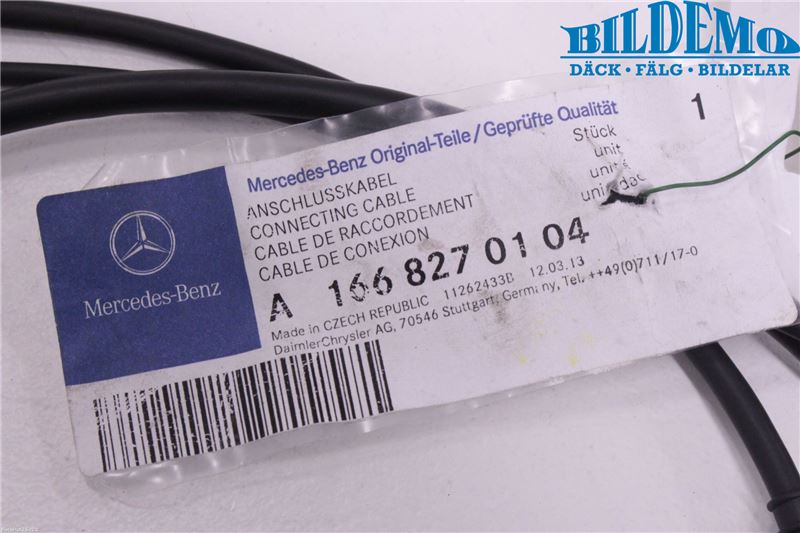 BILDEMO
DÄCK • FÄLG • BILDELAR
Mercedes-Benz
Mercedes-Benz Original-Teile/Geprüfte Qualität
1
ANSCHLUSSKABEL
CONNECTING CABLE
CABLE DE RACCORDEMENT
CABLE DE CONEXION
Stück
unit
A 166 827 01 04
Made in CZECH REPUBLIC 11262433B 12.03.13
DaimlerChrysler AG, 70546 Stuttgart, Germany, Tel. ++49(0)711/17-0